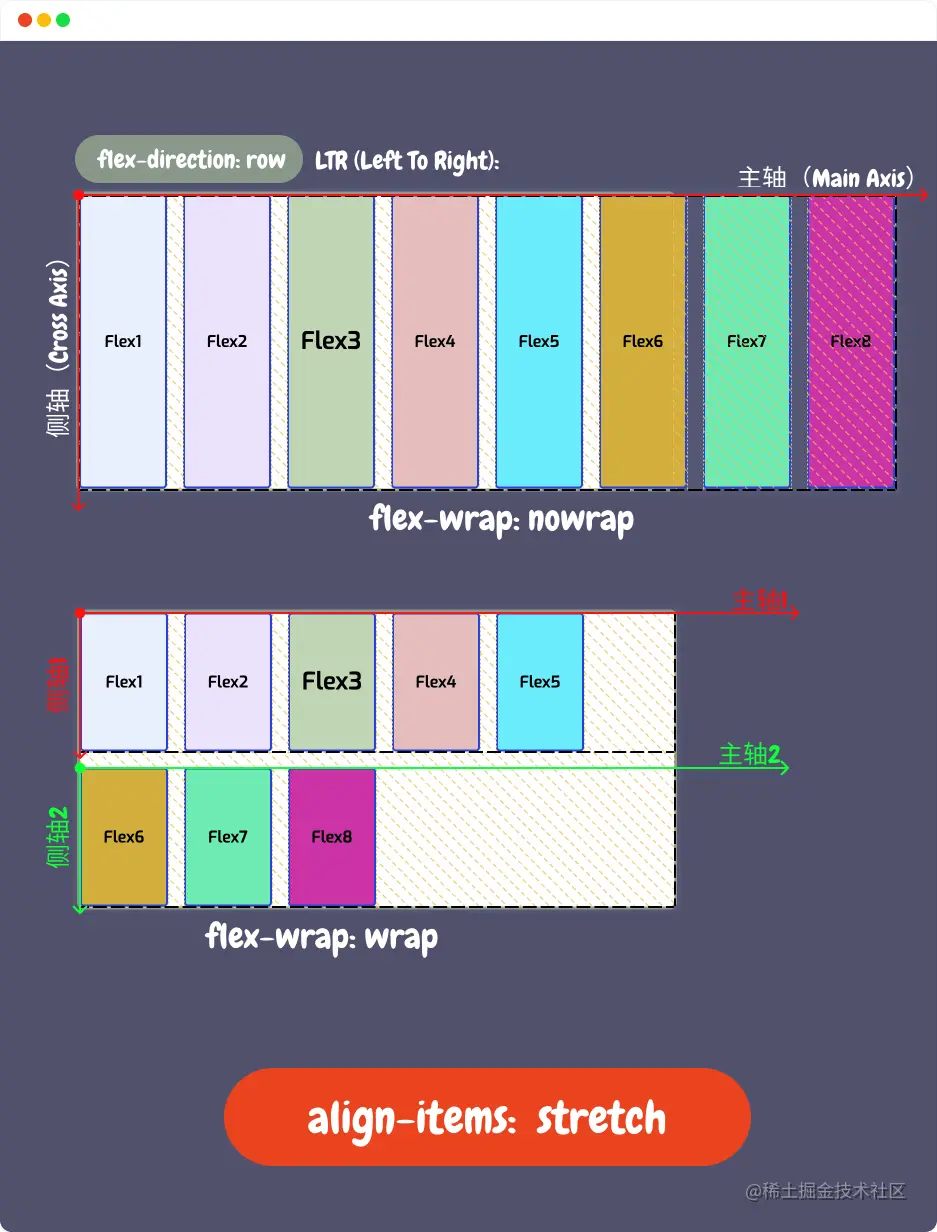 flex-direction: row LTR (Left To Right):
主轴（Main Axis）
侧轴（Cross Axis）
Flex1 Flex2 Flex3 Flex4 Flex5 Flex6 Flex7 Flex8
flex-wrap: nowrap
主轴1
侧轴1
Flex1 Flex2 Flex3 Flex4 Flex5
主轴2
侧轴2
Flex6 Flex7 Flex8
flex-wrap: wrap
align-items: stretch
@稀土掘金技术社区